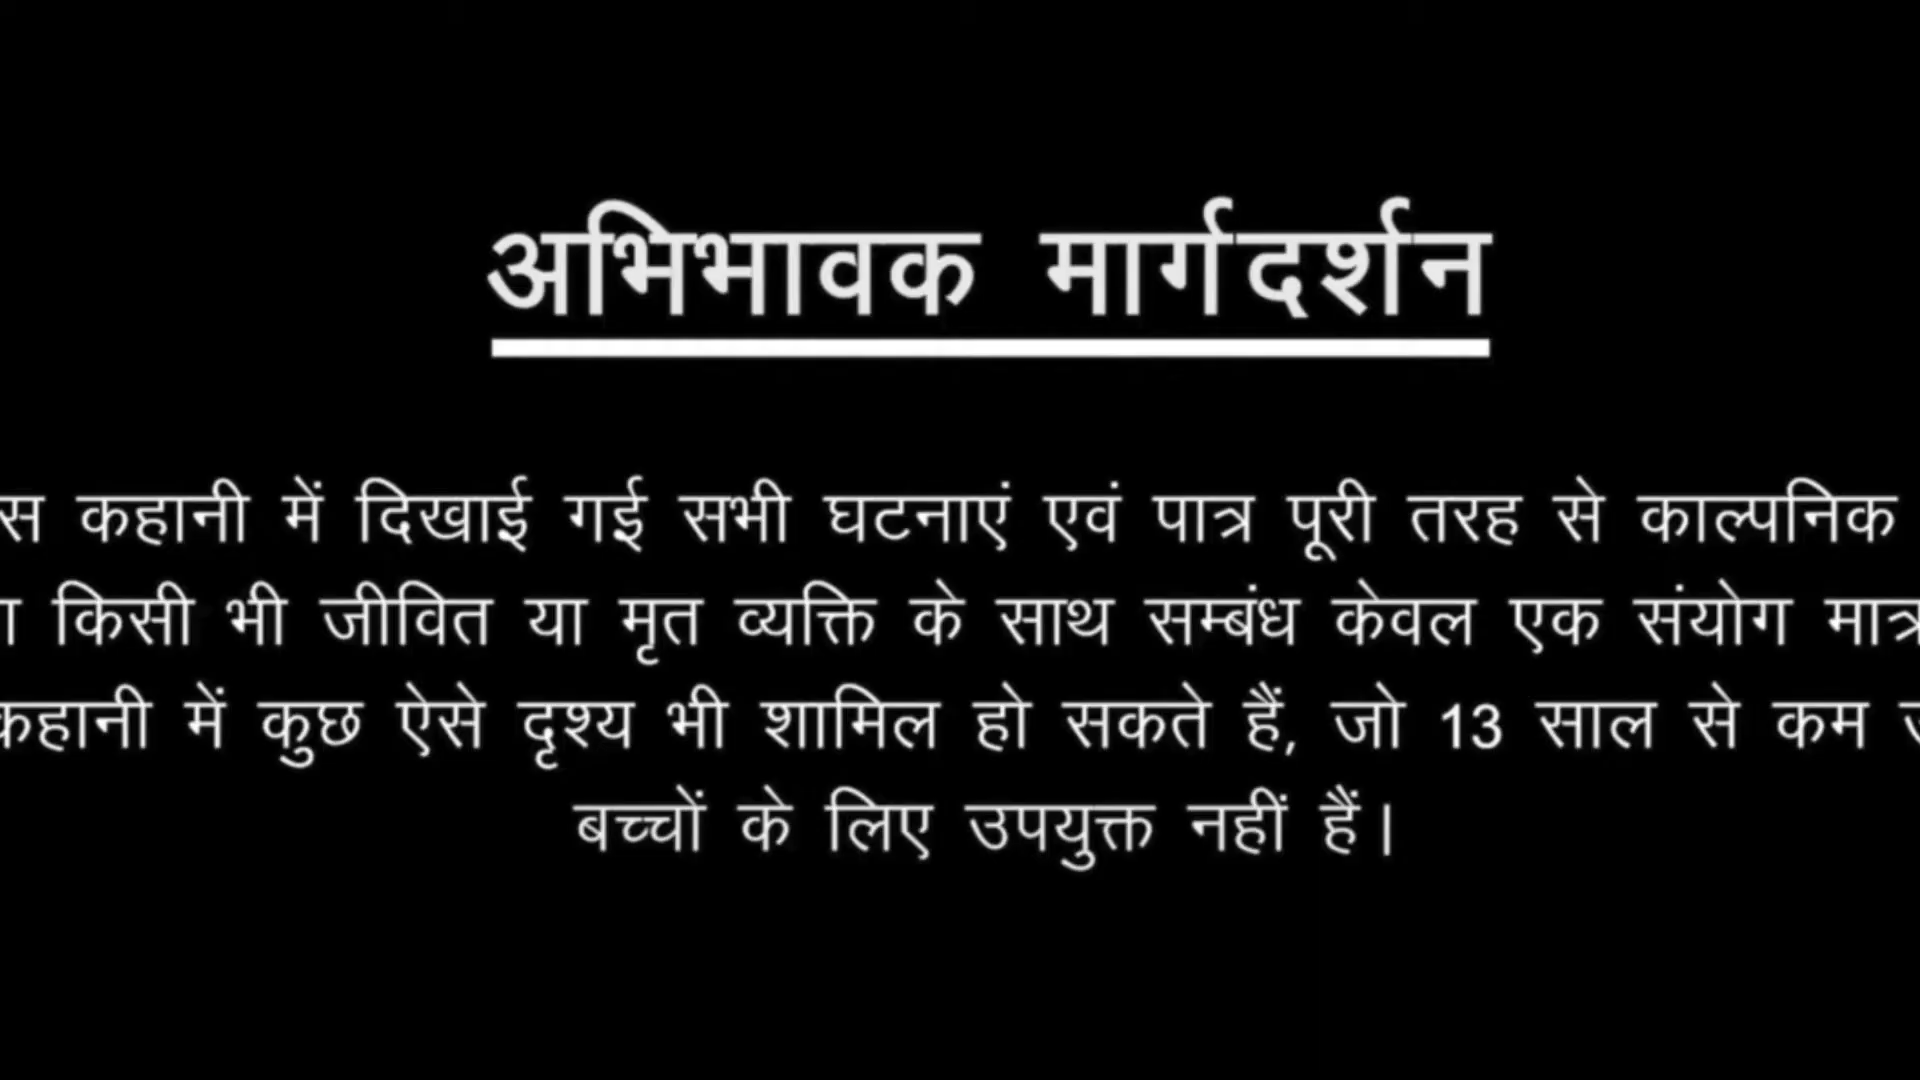 अभिभावक मार्गदर्शन
कहानी में दिखाई गई सभी घटनाएं एवं पात्र पूरी तरह से काल्पनिक
किसी भी जीवित या मृत व्यक्ति के साथ सम्बंध केवल एक संयोग मात्र
कहानी में कुछ ऐसे दृश्य भी शामिल हो सकते हैं, जो 13 साल से कम
बच्चों के लिए उपयुक्त नहीं हैं।